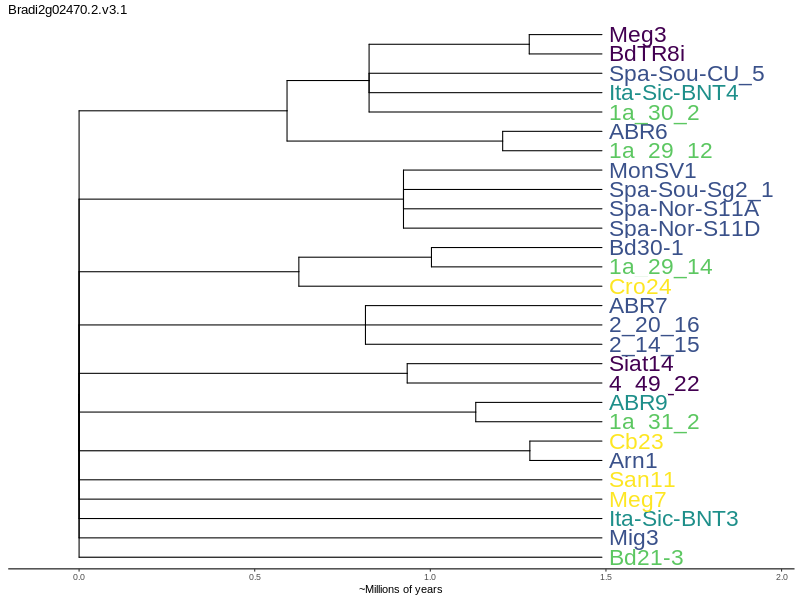 Bradi2g02470.2.v3.1
Meg3
BdTR8i
Spa-Sou-CU_5
Ita-Sic-BNT4
1a_30_2
ABR6
1a_29_12
MonSV1
Spa-Sou-Sg2_1
Spa-Nor-S11A
Spa-Nor-S11D
Bd30-1
1a_29_14
Cro24
ABR7
2_20_16
2_14_15
Siat14
4_49_22
ABR9
1a_31_2
Cb23
Arn1
San11
Meg7
Ita-Sic-BNT3
Mig3
Bd21-3
0.0 0.5 1.0 1.5 2.0
~Millions of years